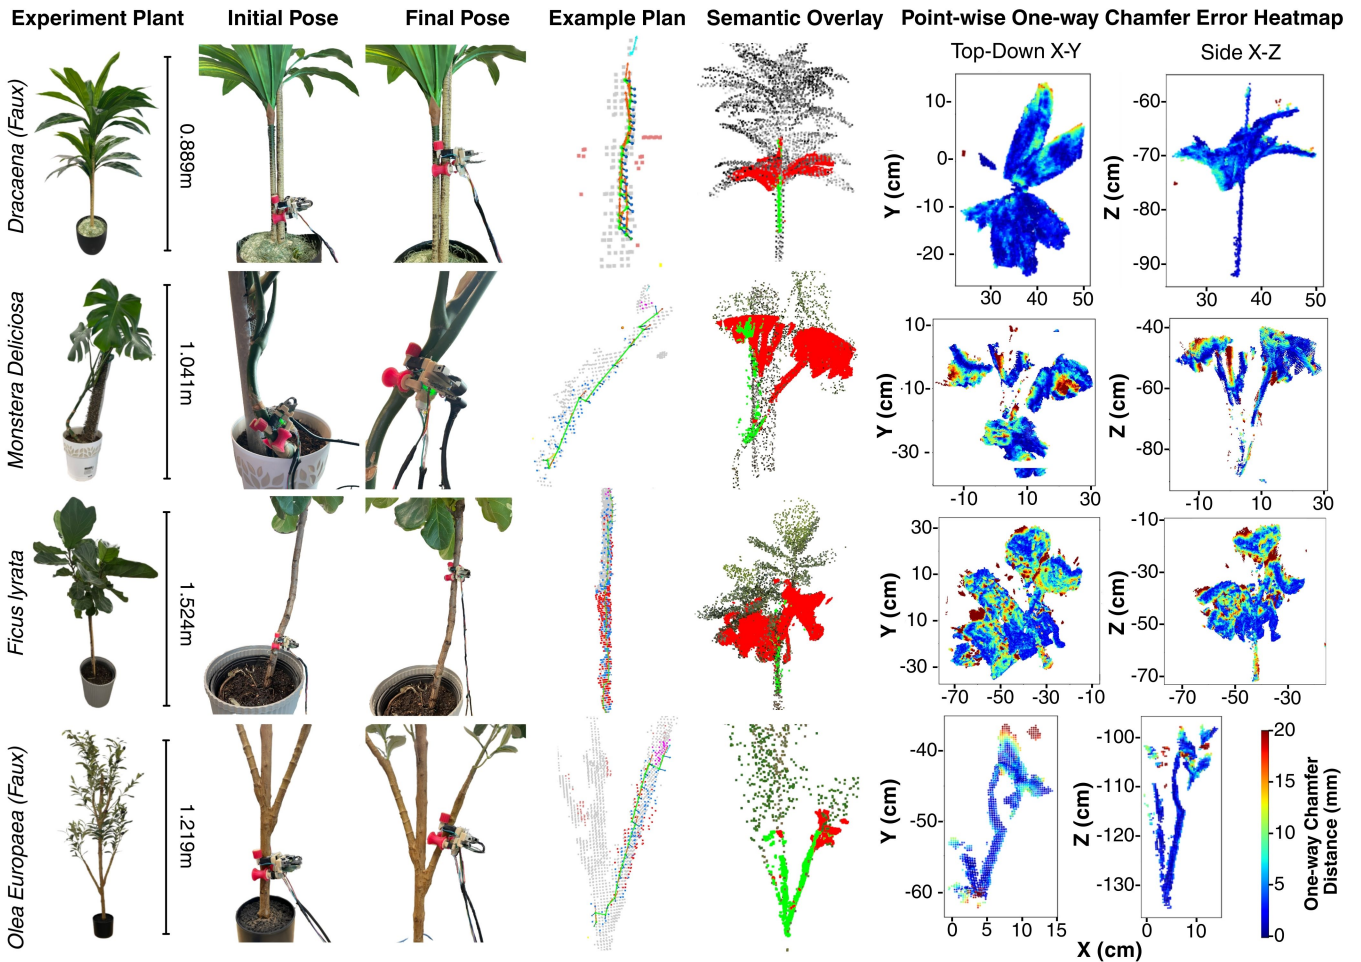 Experiment Plant Initial Pose Final Pose Example Plan Semantic Overlay Point-wise One-way Chamfer Error Heatmap
Top-Down X-Y Side X-Z
Dracaena (Faux)
0.889m
Y (cm)
10-
0-
-10
-20
30 40 50
Z (cm)
-60
-70
-80
-90
30 40 50
Monstera Deliciosa
1.041m
Y (cm)
10
-10
-30
-10 10 30
Z (cm)
-40
-60
-80
-10 10 30
Ficus lyrata
1.524m
Y (cm)
30
10
10
-30
-70 -50 -30 -10
Z (cm)
-10
-30
-50
-70
-70 -50 -30
Olea Europaea (Faux)
1.219m
Y (cm)
-40
-50
-60
0 5 10 15
Z (cm)
-100
-110
-120
-130
0 10
X (cm)
20
15
10
5
0
One-way Chamfer
Distance (mm)